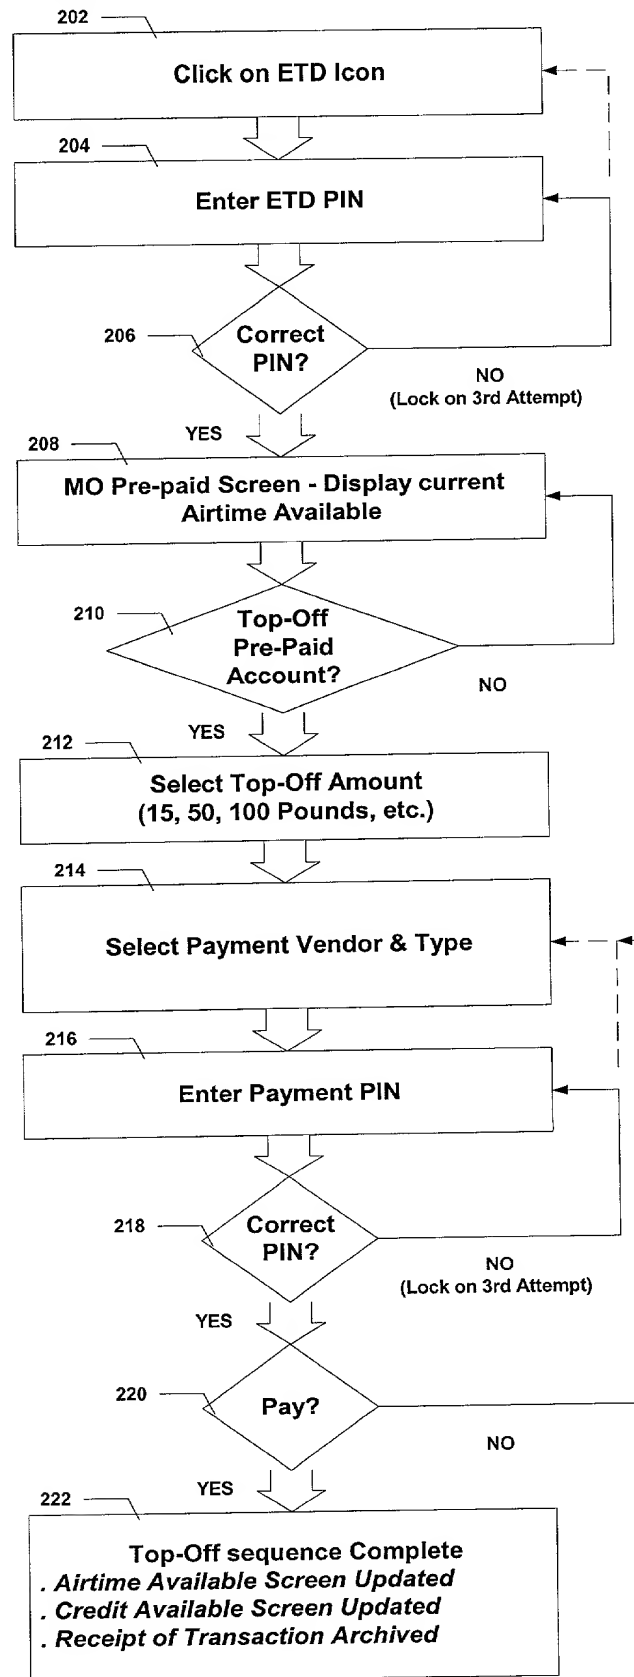 202
Click on ETD Icon
204
Enter ETD PIN
206
Correct
PIN?
NO
(Lock on 3rd Attempt)
YES
208
MO Pre-paid Screen - Display current
Airtime Available
210
Top-Off
Pre-Paid
Account?
NO
YES
212
Select Top-Off Amount
(15, 50, 100 Pounds, etc.)
214
Select Payment Vendor & Type
216
Enter Payment PIN
218
Correct
PIN?
NO
(Lock on 3rd Attempt)
YES
220
Pay?
NO
YES
222
Top-Off sequence Complete
. Airtime Available Screen Updated
. Credit Available Screen Updated
. Receipt of Transaction Archived